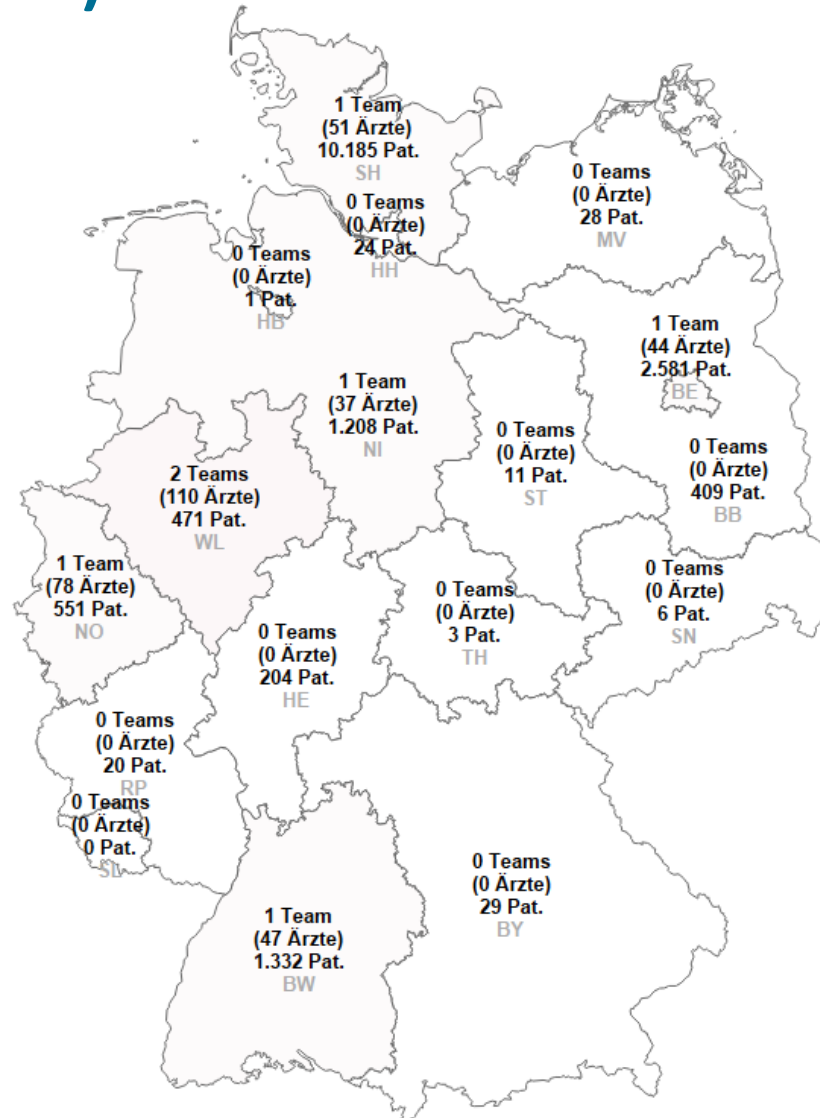 1 Team
(51 Ärzte)
10.185 Pat.
SH
0 Teams
(0 Ärzte)
28 Pat.
MV
0 Teams
(0 Ärzte)
24 Pat.
HH
0 Teams
(0 Ärzte)
1 Pat.
HB
1 Team
(44 Ärzte)
2.581 Pat.
BE
1 Team
(37 Ärzte)
1.208 Pat.
NI
0 Teams
(0 Ärzte)
11 Pat.
ST
0 Teams
(0 Ärzte)
409 Pat.
BB
2 Teams
(110 Ärzte)
471 Pat.
WL
1 Team
(78 Ärzte)
551 Pat.
NO
0 Teams
(0 Ärzte)
204 Pat.
HE
0 Teams
(0 Ärzte)
3 Pat.
TH
0 Teams
(0 Ärzte)
6 Pat.
SN
0 Teams
(0 Ärzte)
20 Pat.
RP
0 Teams
(0 Ärzte)
0 Pat.
SL
1 Team
(47 Ärzte)
1.332 Pat.
BW
0 Teams
(0 Ärzte)
29 Pat.
BY